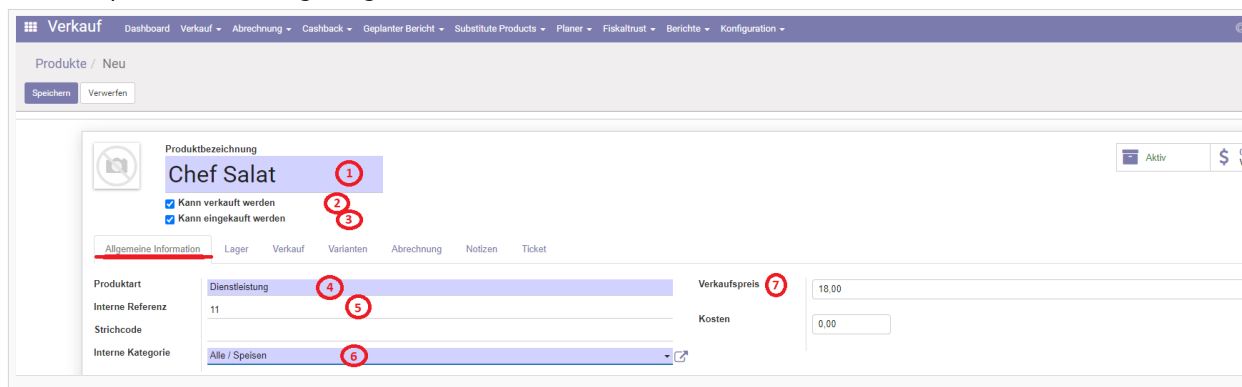 Verkauf Dashboard Verkauf Abrechnung Cashback Geplanter Bericht Substitute Products Planer Fiskaltrust Berichte Konfiguration
Produkte / Neu
Speichern Verwerfen
Produktbezeichnung
Chef Salat 1
Aktiv $
Kann verkauft werden 2
Kann eingekauft werden 3
Allgemeine Information Lager Verkauf Varianten Abrechnung Notizen Ticket
Produktart Dienstleistung 4 Verkaufspreis 7 18,00
Interne Referenz 11 5
Kosten 0,00
Strichcode
Interne Kategorie Alle / Speisen 6